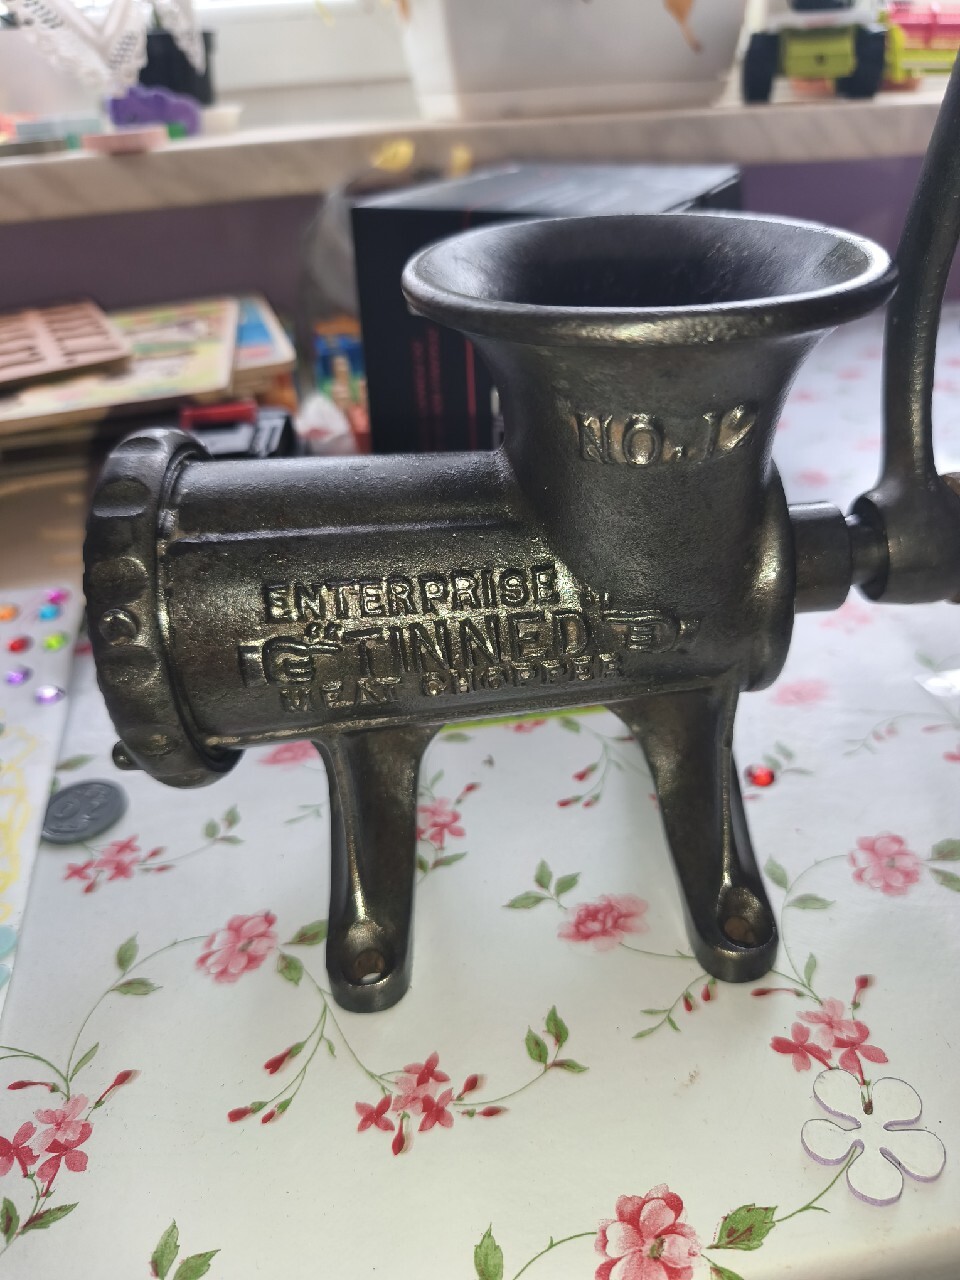 NO. 12
ENTERPRISE
"TINNED"
MEAT CHOPPER